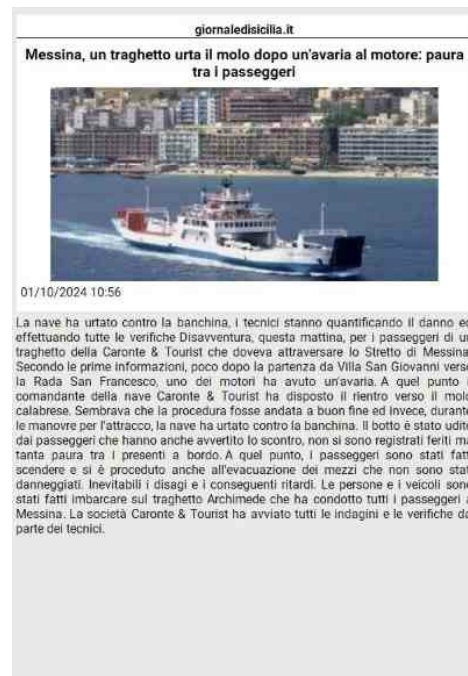 giornaledisicilia.it
Messina, un traghetto urta il molo dopo un'avaria al motore: paura
tra i passeggeri
01/10/2024 10:56
La nave ha urtato contro la banchina, i tecnici stanno quantificando il danno ed
effettuando tutte le verifiche Disavventura, questa mattina, per i passeggeri di un
traghetto della Caronte & Tourist che doveva attraversare lo Stretto di Messina.
Secondo le prime informazioni, poco dopo la partenza da Villa San Giovanni verso
la Rada San Francesco, uno dei motori ha avuto un'avaria. A quel punto
comandante della nave Caronte & Tourist ha disposto il rientro verso il molo
calabrese. Sembrava che la procedura fosse andata a buon fine ed invece, durante
le manovre per l'attracco, la nave ha urtato contro la banchina. Il botto è stato udito
dai passeggeri che hanno anche avvertito lo scontro, non si sono registrati feriti ma
tanta paura tra i presenti a bordo. A quel punto, i passeggeri sono stati fatti
scendere e si è proceduto anche all'evacuazione dei mezzi che non sono stati
danneggiati. Inevitabili i disagi e i conseguenti ritardi. Le persone e i veicoli sono
stati fatti imbarcare sul traghetto Archimede che ha condotto tutti i passeggeri a
Messina. La società Caronte & Tourist ha avviato tutti le indagini e le verifiche da
parte dei tecnici.